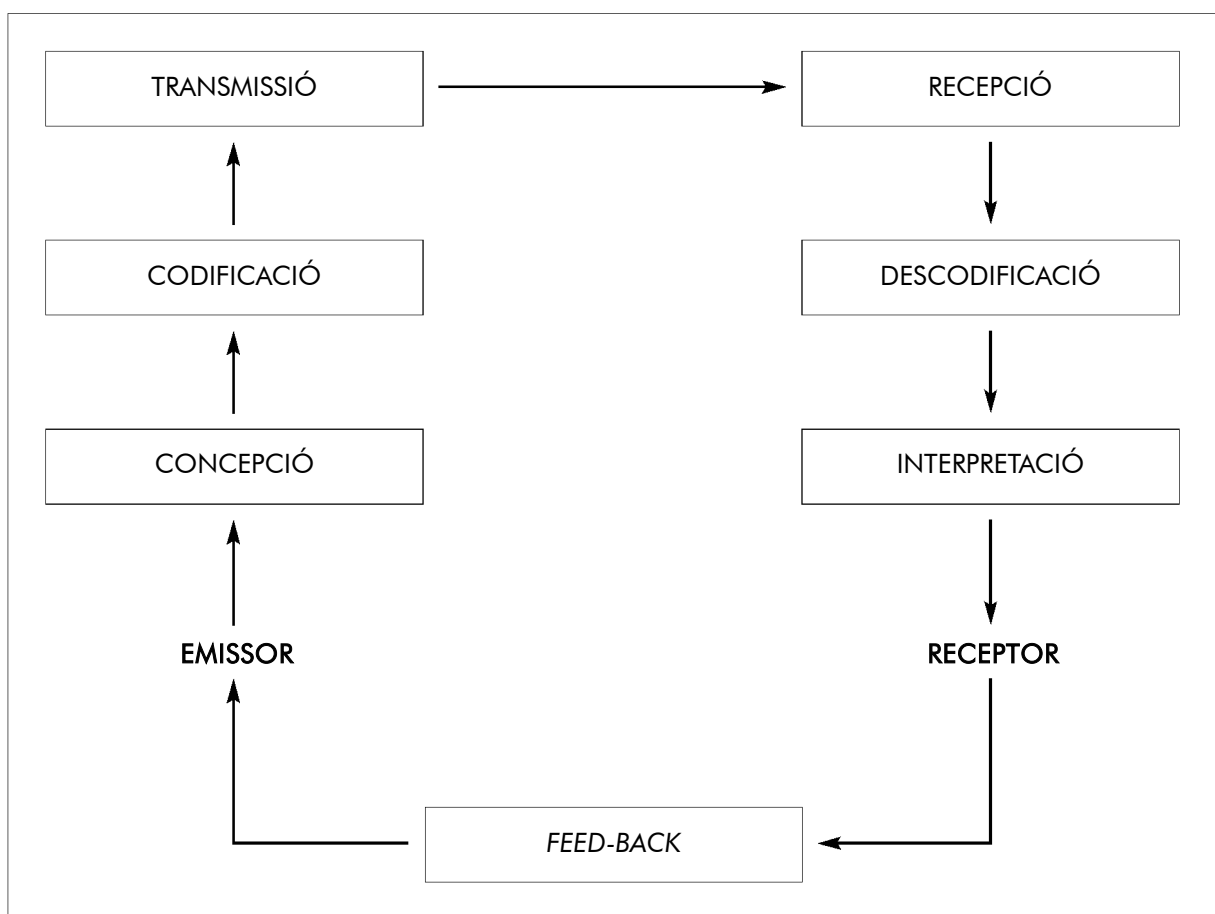 TRANSMISSIÓ
RECEPCIÓ
CODIFICACIÓ
DESCODIFICACIÓ
CONCEPCIÓ
INTERPRETACIÓ
EMISSOR
RECEPTOR
FEED-BACK